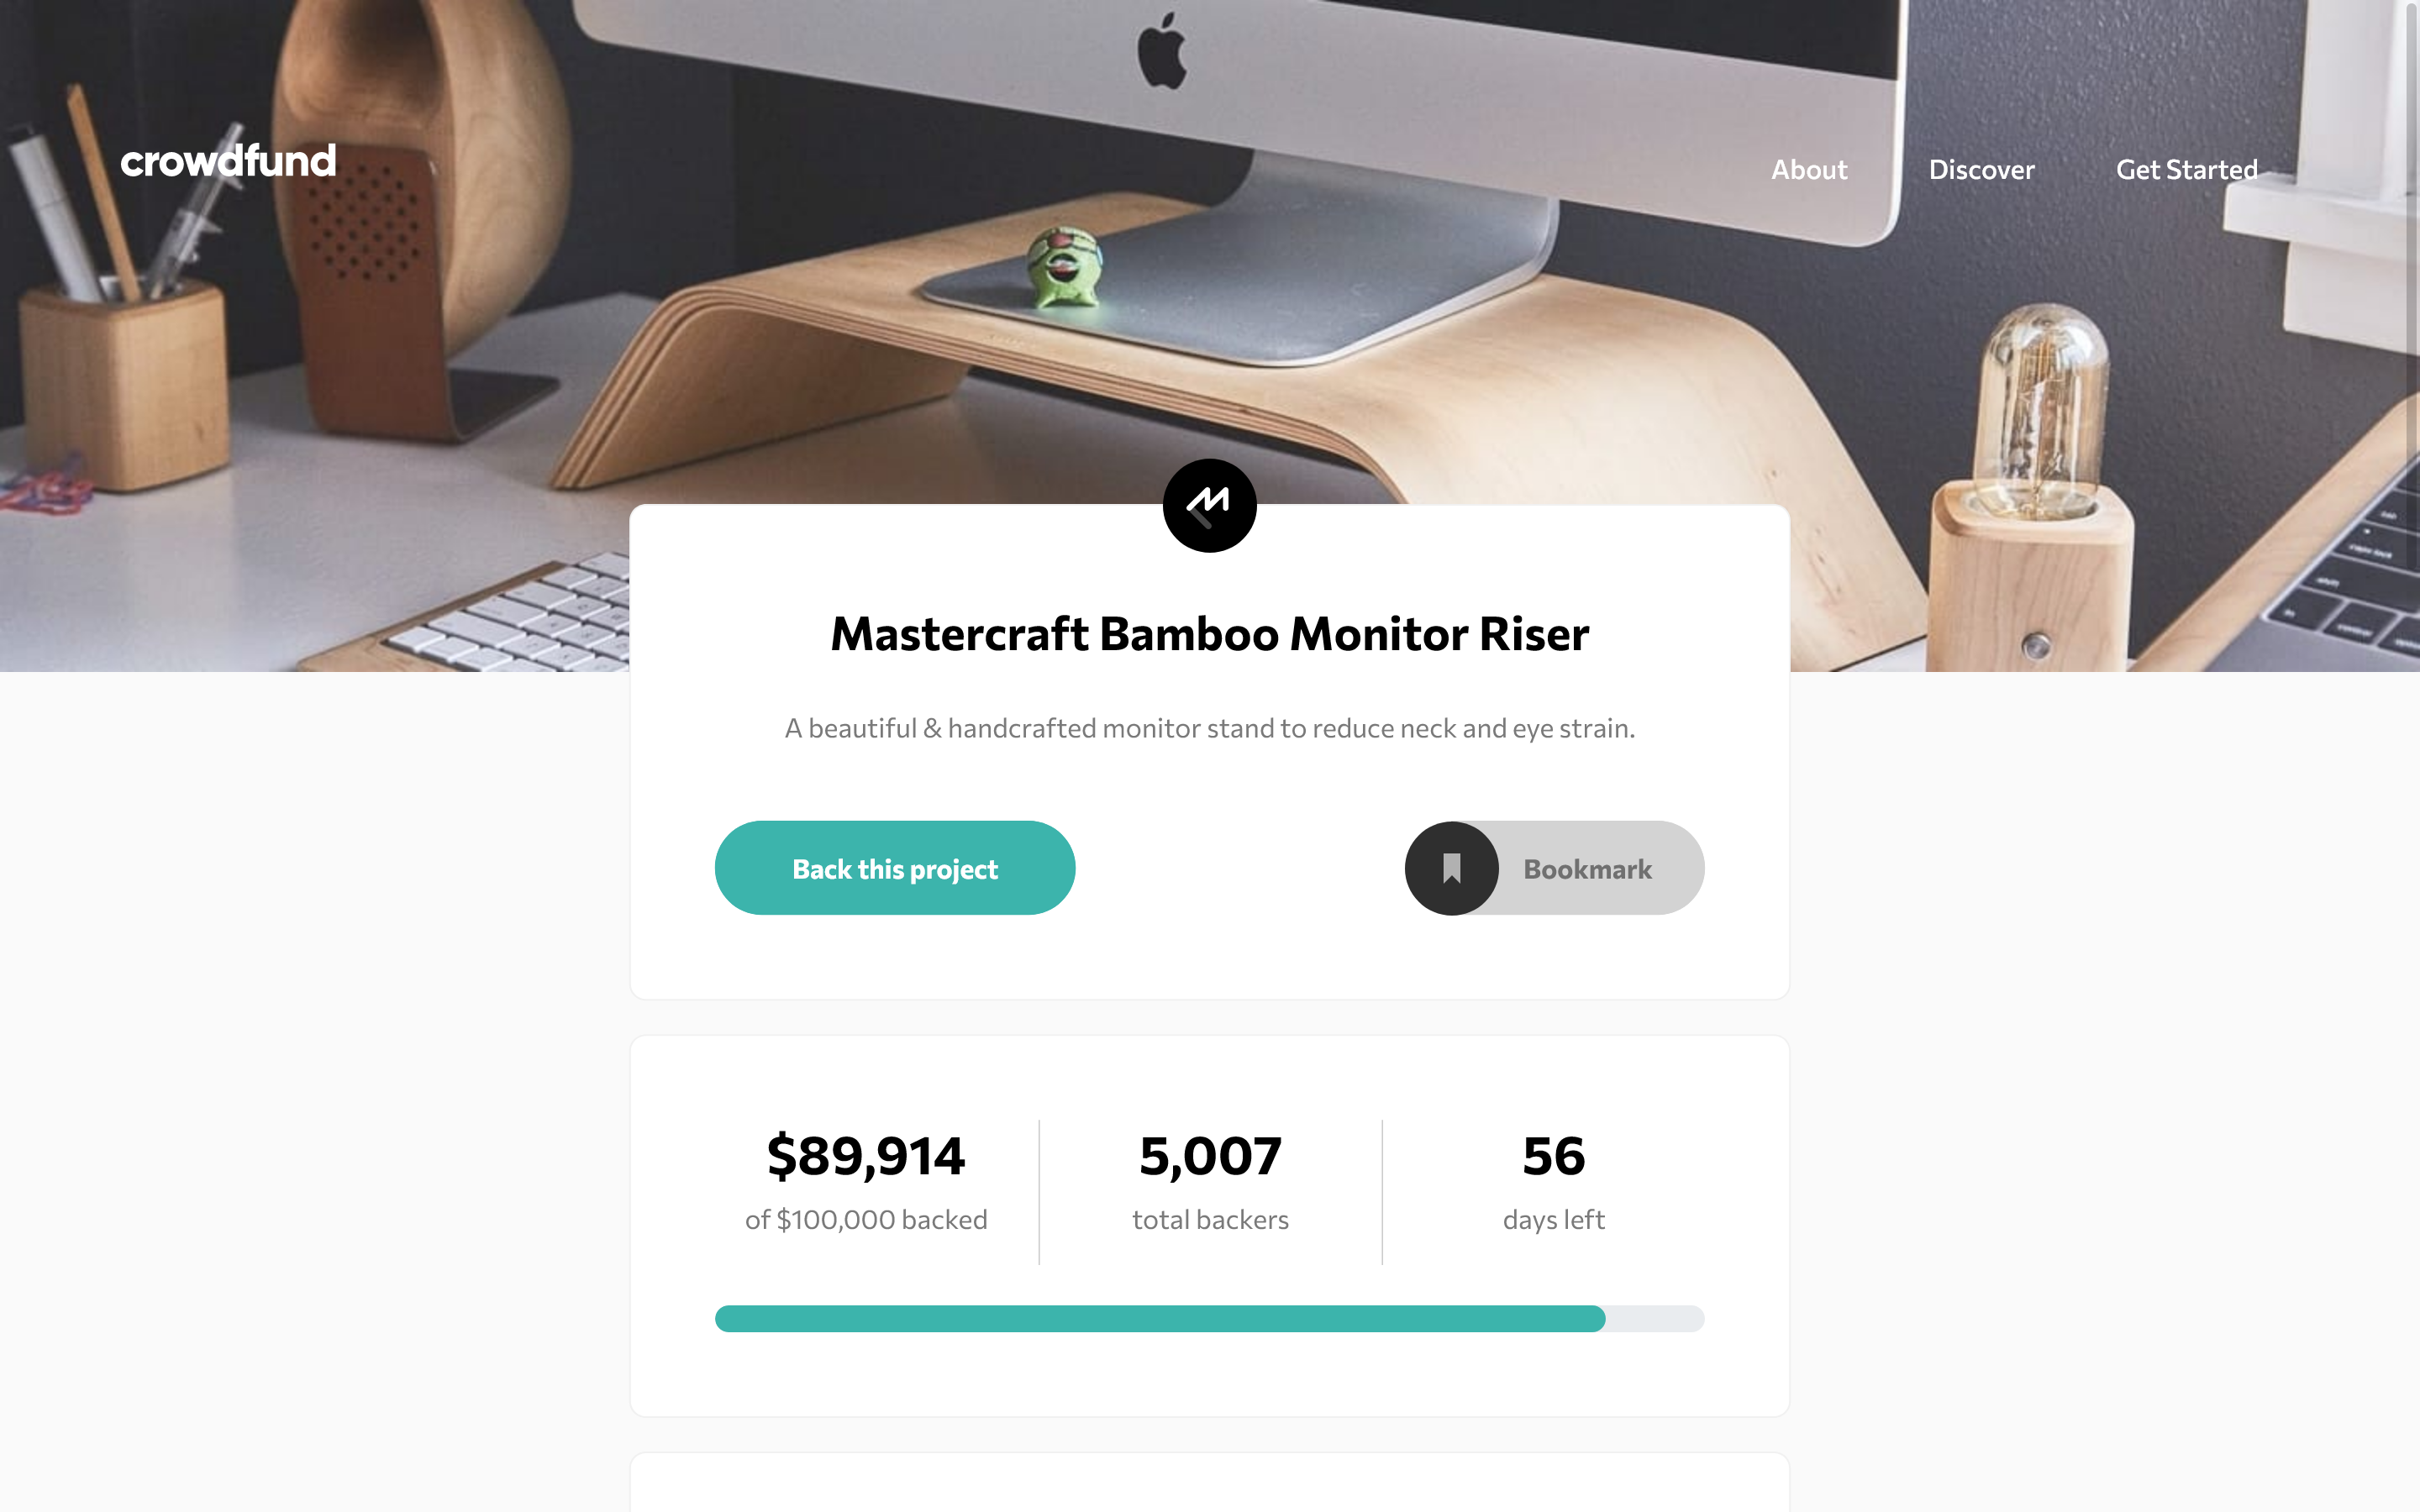 crowdfund
About Discover Get Started
Mastercraft Bamboo Monitor Riser
A beautiful & handcrafted monitor stand to reduce neck and eye strain.
Back this project
Bookmark
$89,914
of $100,000 backed
5,007
total backers
56
days left